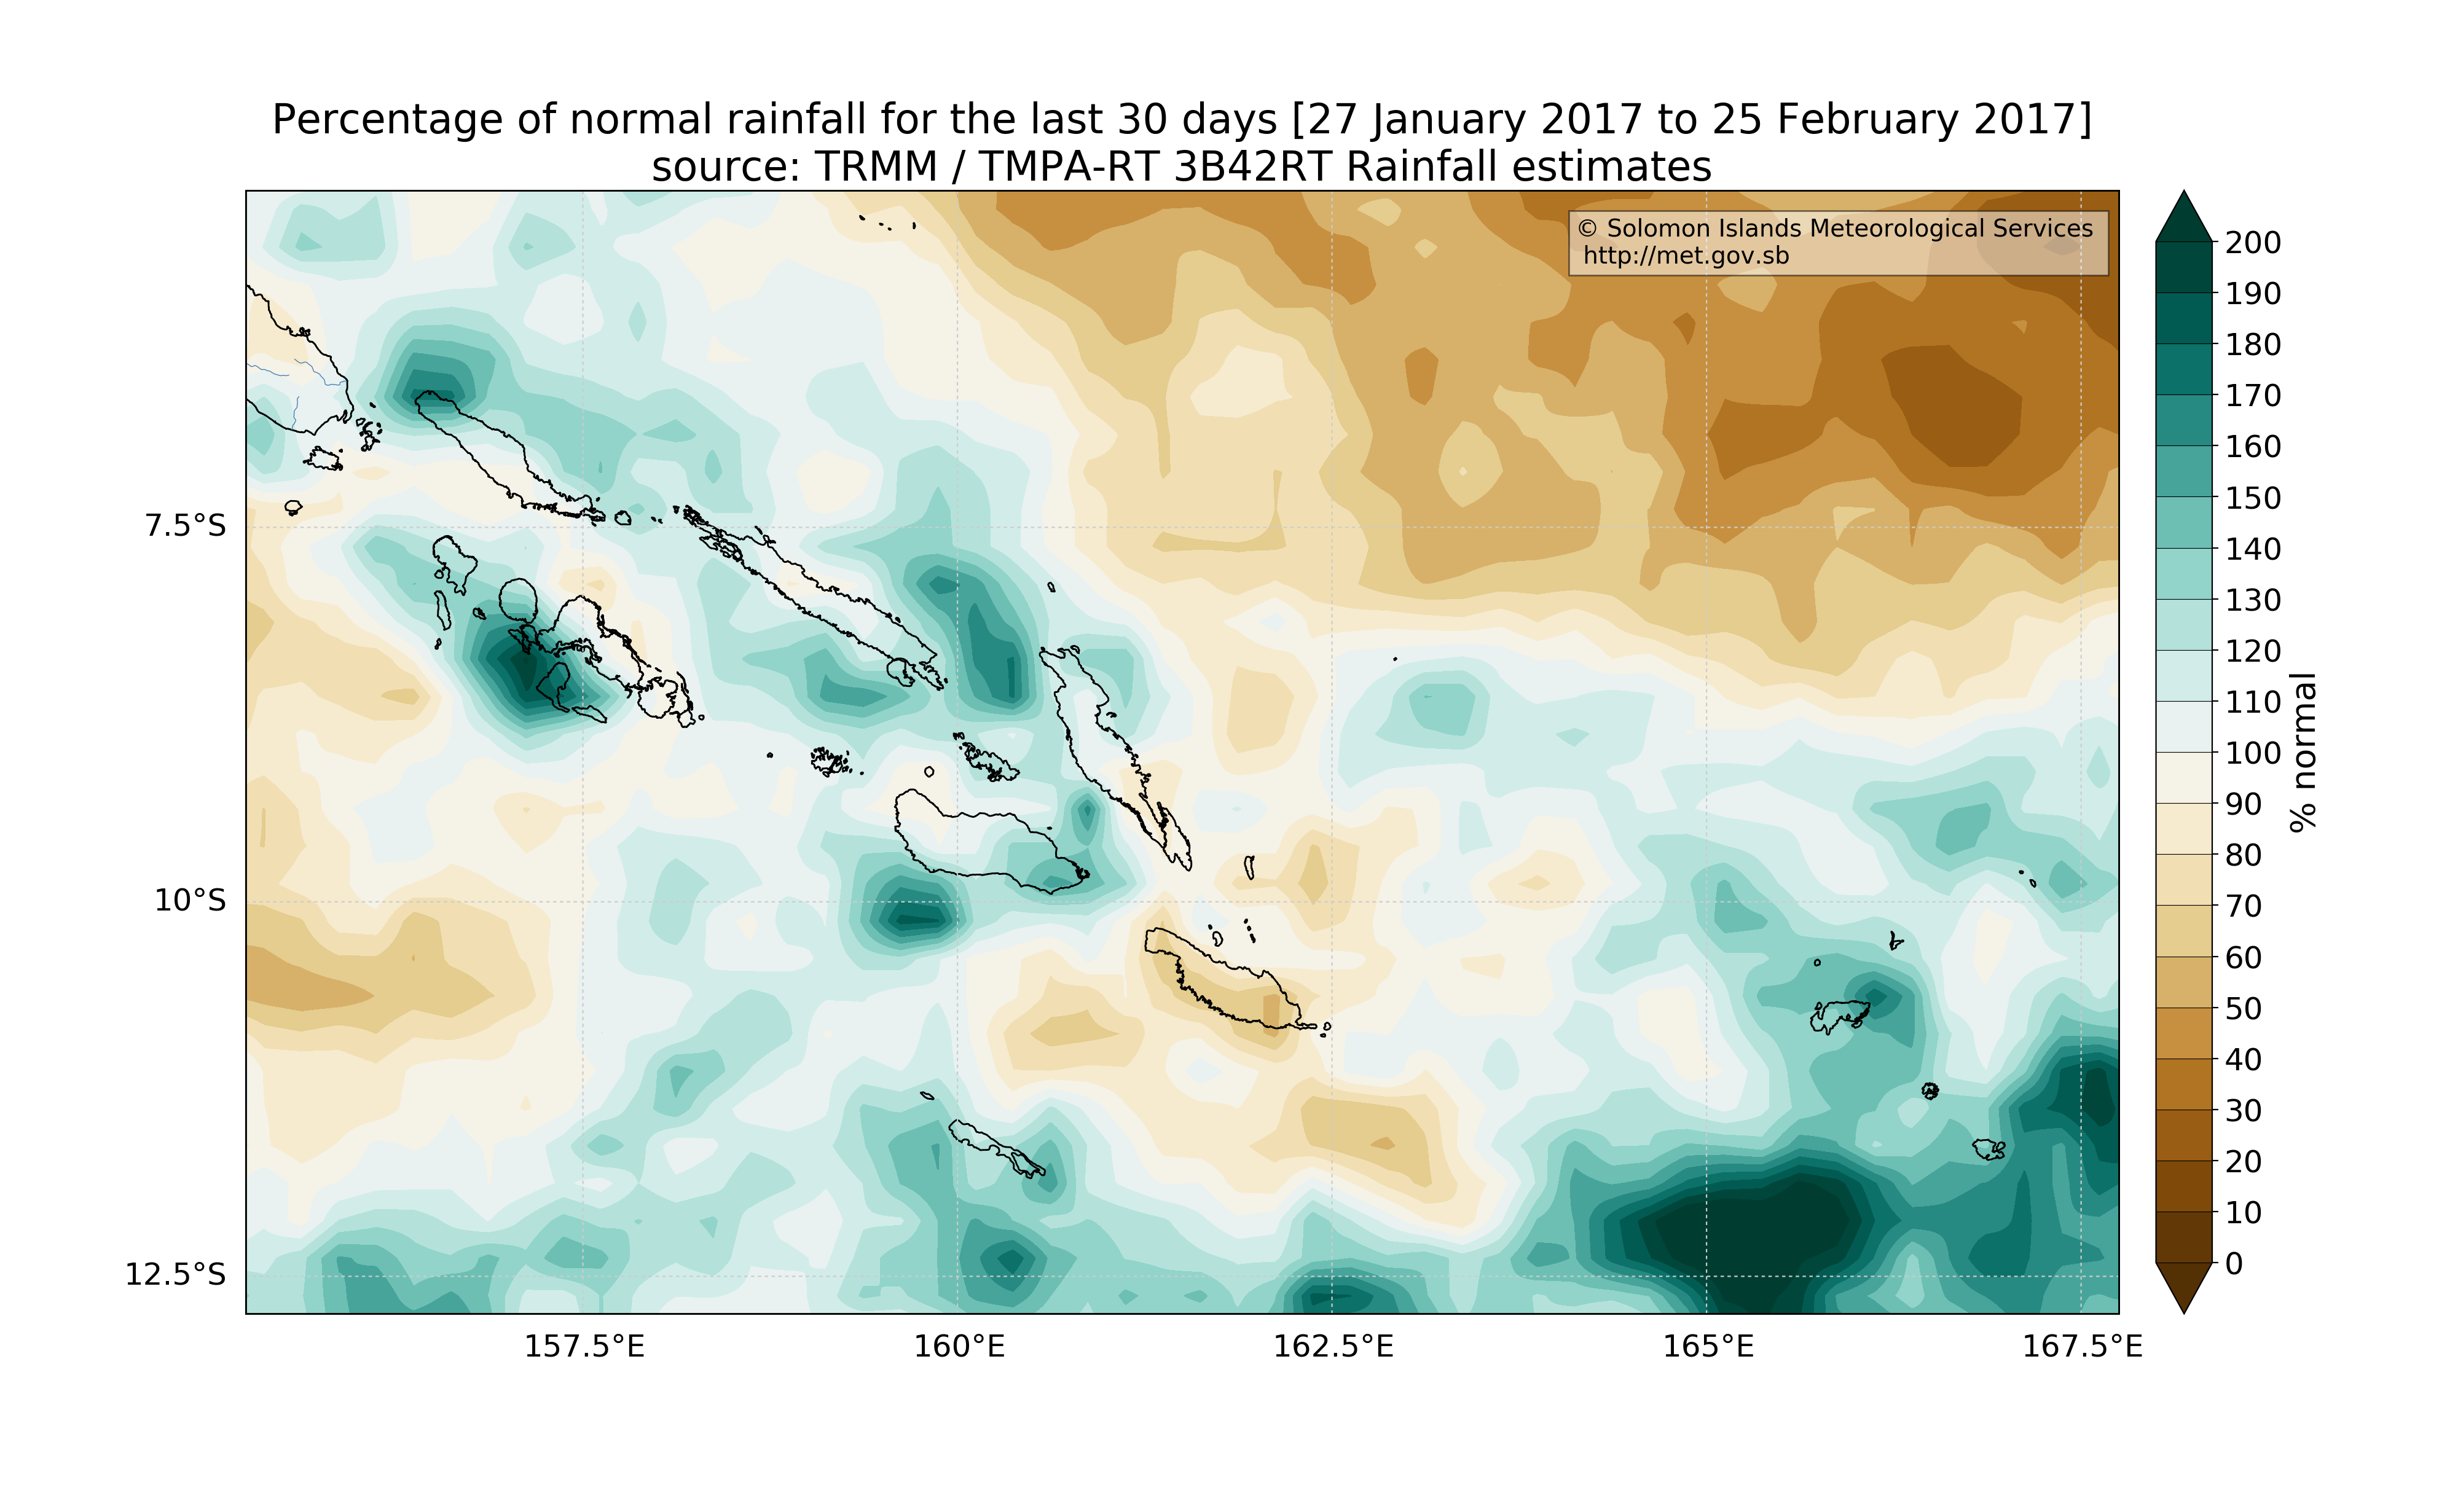 Percentage of normal rainfall for the last 30 days [27 January 2017 to 25 February 2017]
source: TRMM / TMPA-RT 3B42RT Rainfall estimates
© Solomon Islands Meteorological Services
http://met.gov.sb
7.5°S
10°S
12.5°S
157.5°E
160°E
162.5°E
165°E
167.5°E
200
190
180
170
160
150
140
130
120
110
100
90
80
70
60
50
40
30
20
10
0
% normal